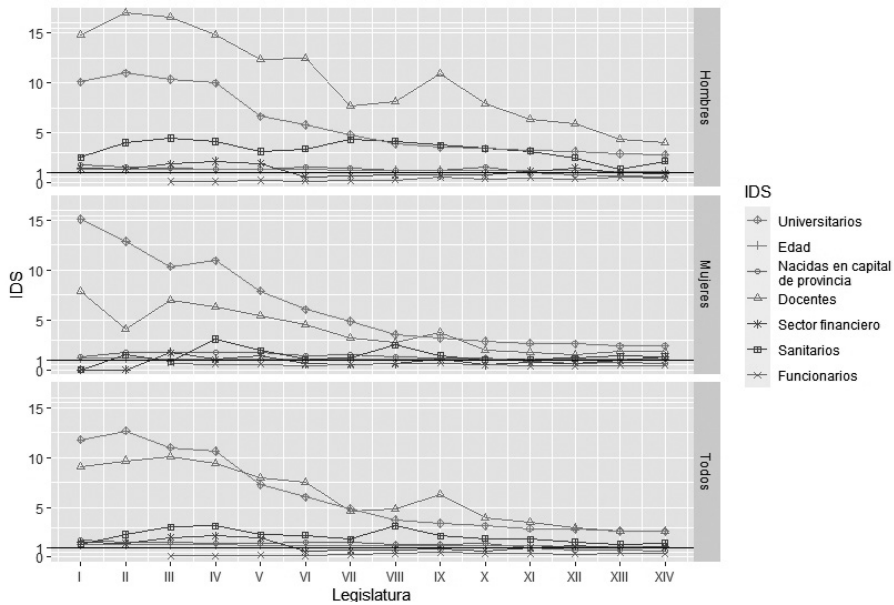 15
10
5
1
0
Hombres
15
10
5
1
0
Mujeres
15
10
5
1
0
Todos
IDS
I II III IV V VI VII VIII IX X XI XII XIII XIV
Legislatura
IDS
Universitarios
Edad
Nacidas en capital
de provincia
Docentes
Sector financiero
Sanitarios
Funcionarios